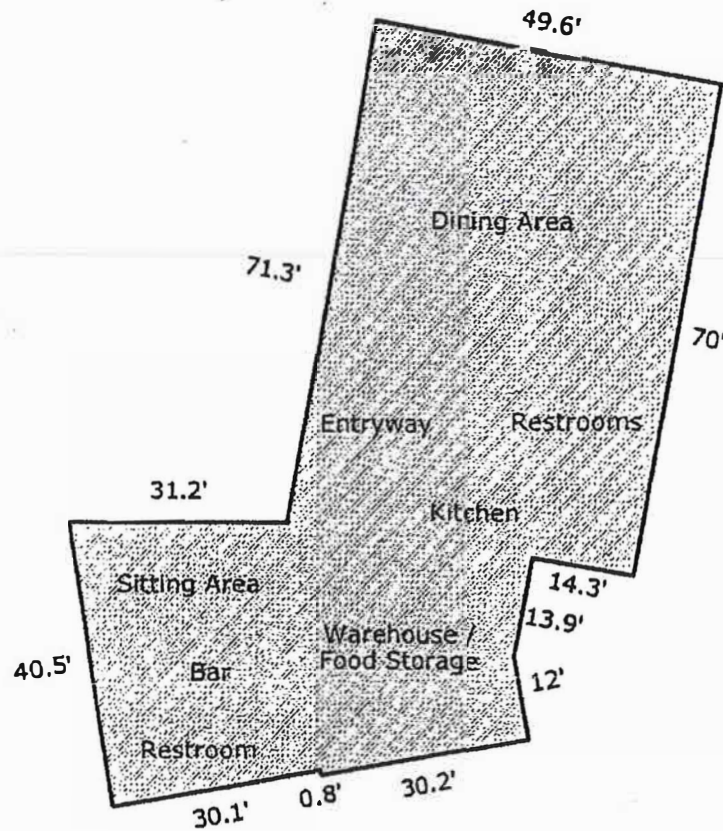 49.6'
Dining Area
71.3'
70'
Entryway
Restrooms
31.2'
Kitchen
Sitting Area
14.3'
13.9'
Warehouse /
Food Storage
40.5'
Bar
12'
Restroom
30.1'
0.8'
30.2'